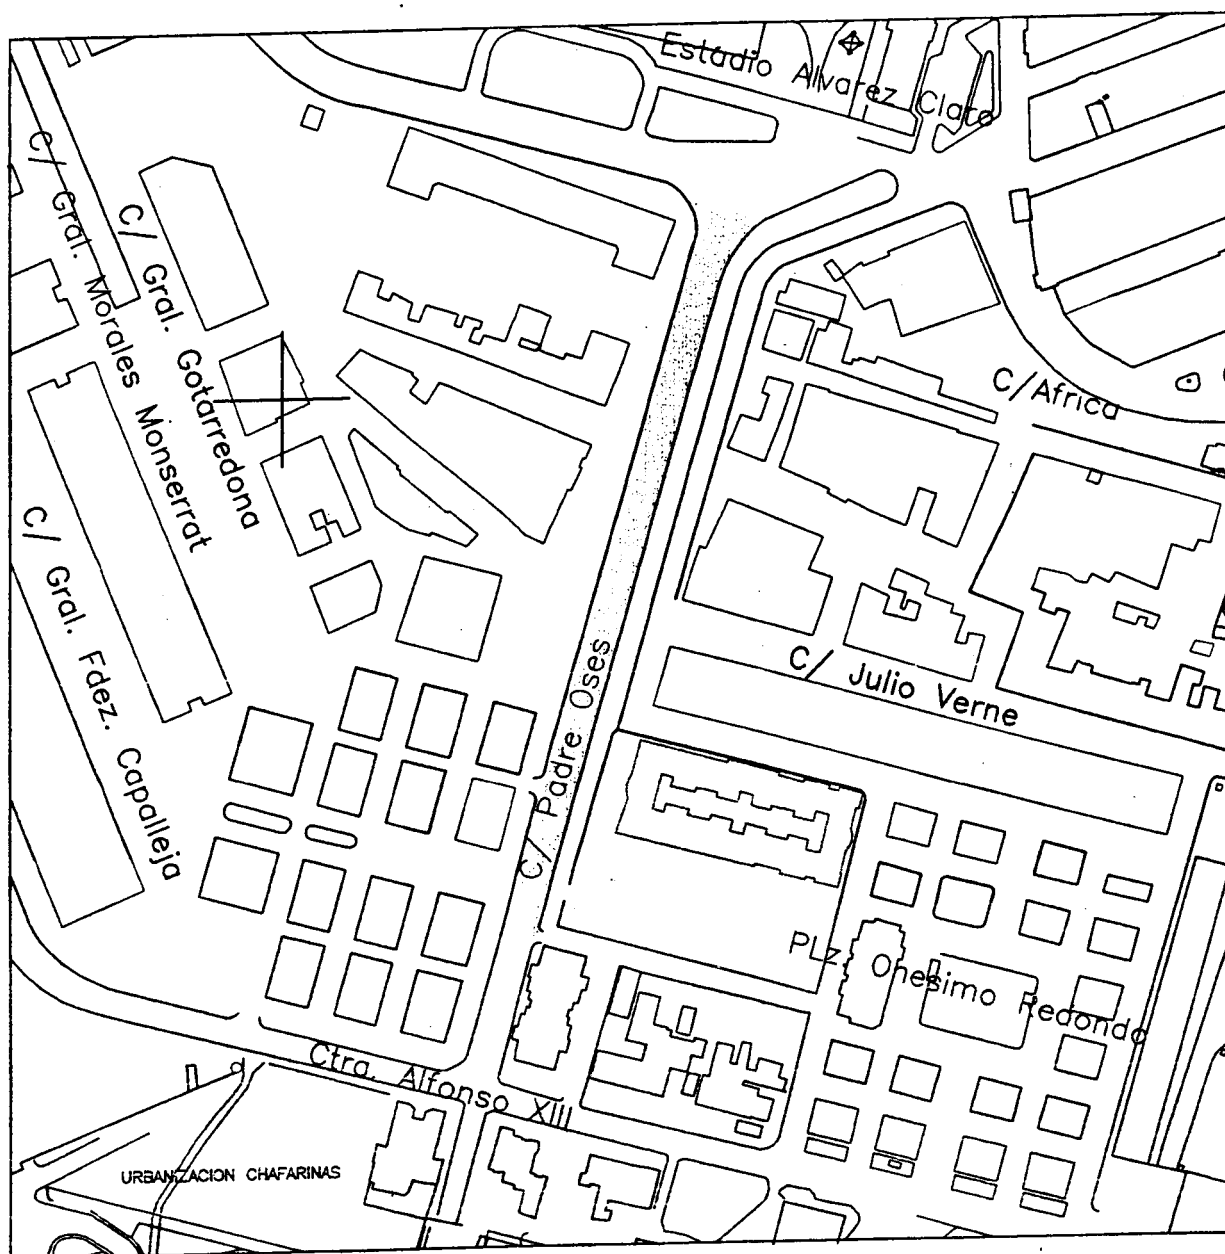 Estadio Alvarez Claro
C/ Gral. Morales Monserrat
C/ Gral. Gotarredona
C/Africa
C/ Gral. Fdez. Capalleja
C/ Padre Oses
C/ Julio Verne
PLz. Onesimo Redondo
Ctra. Alfonso XIII
URBANIZACION CHAFARINAS